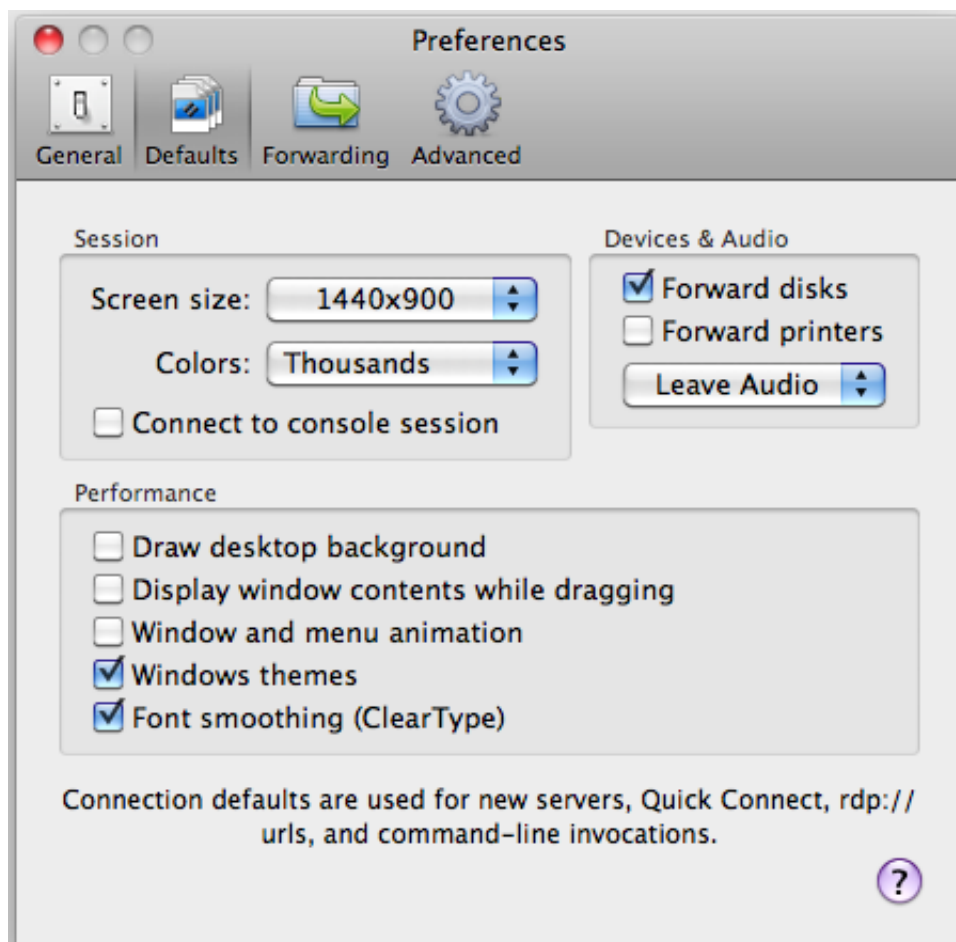 Preferences
General
Defaults
Forwarding
Advanced
Session
Screen size: 1440x900
Colors: Thousands
Connect to console session
Devices & Audio
Forward disks
Forward printers
Leave Audio
Performance
Draw desktop background
Display window contents while dragging
Window and menu animation
Windows themes
Font smoothing (ClearType)
Connection defaults are used for new servers, Quick Connect, rdp://
urls, and command-line invocations.
?